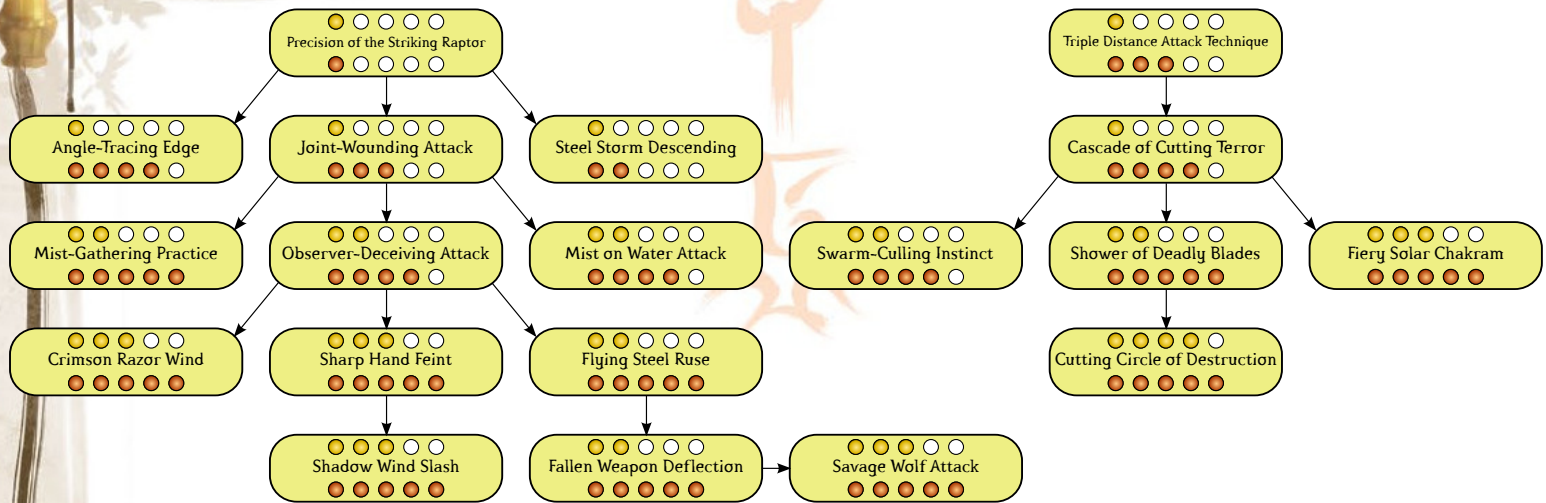 Precision of the Striking Raptor
Triple Distance Attack Technique
Angle-Tracing Edge
Joint-Wounding Attack
Steel Storm Descending
Cascade of Cutting Terror
Mist-Gathering Practice
Observer-Deceiving Attack
Mist on Water Attack
Swarm-Culling Instinct
Shower of Deadly Blades
Fiery Solar Chakram
Crimson Razor Wind
Sharp Hand Feint
Flying Steel Ruse
Cutting Circle of Destruction
Shadow Wind Slash
Fallen Weapon Deflection
Savage Wolf Attack